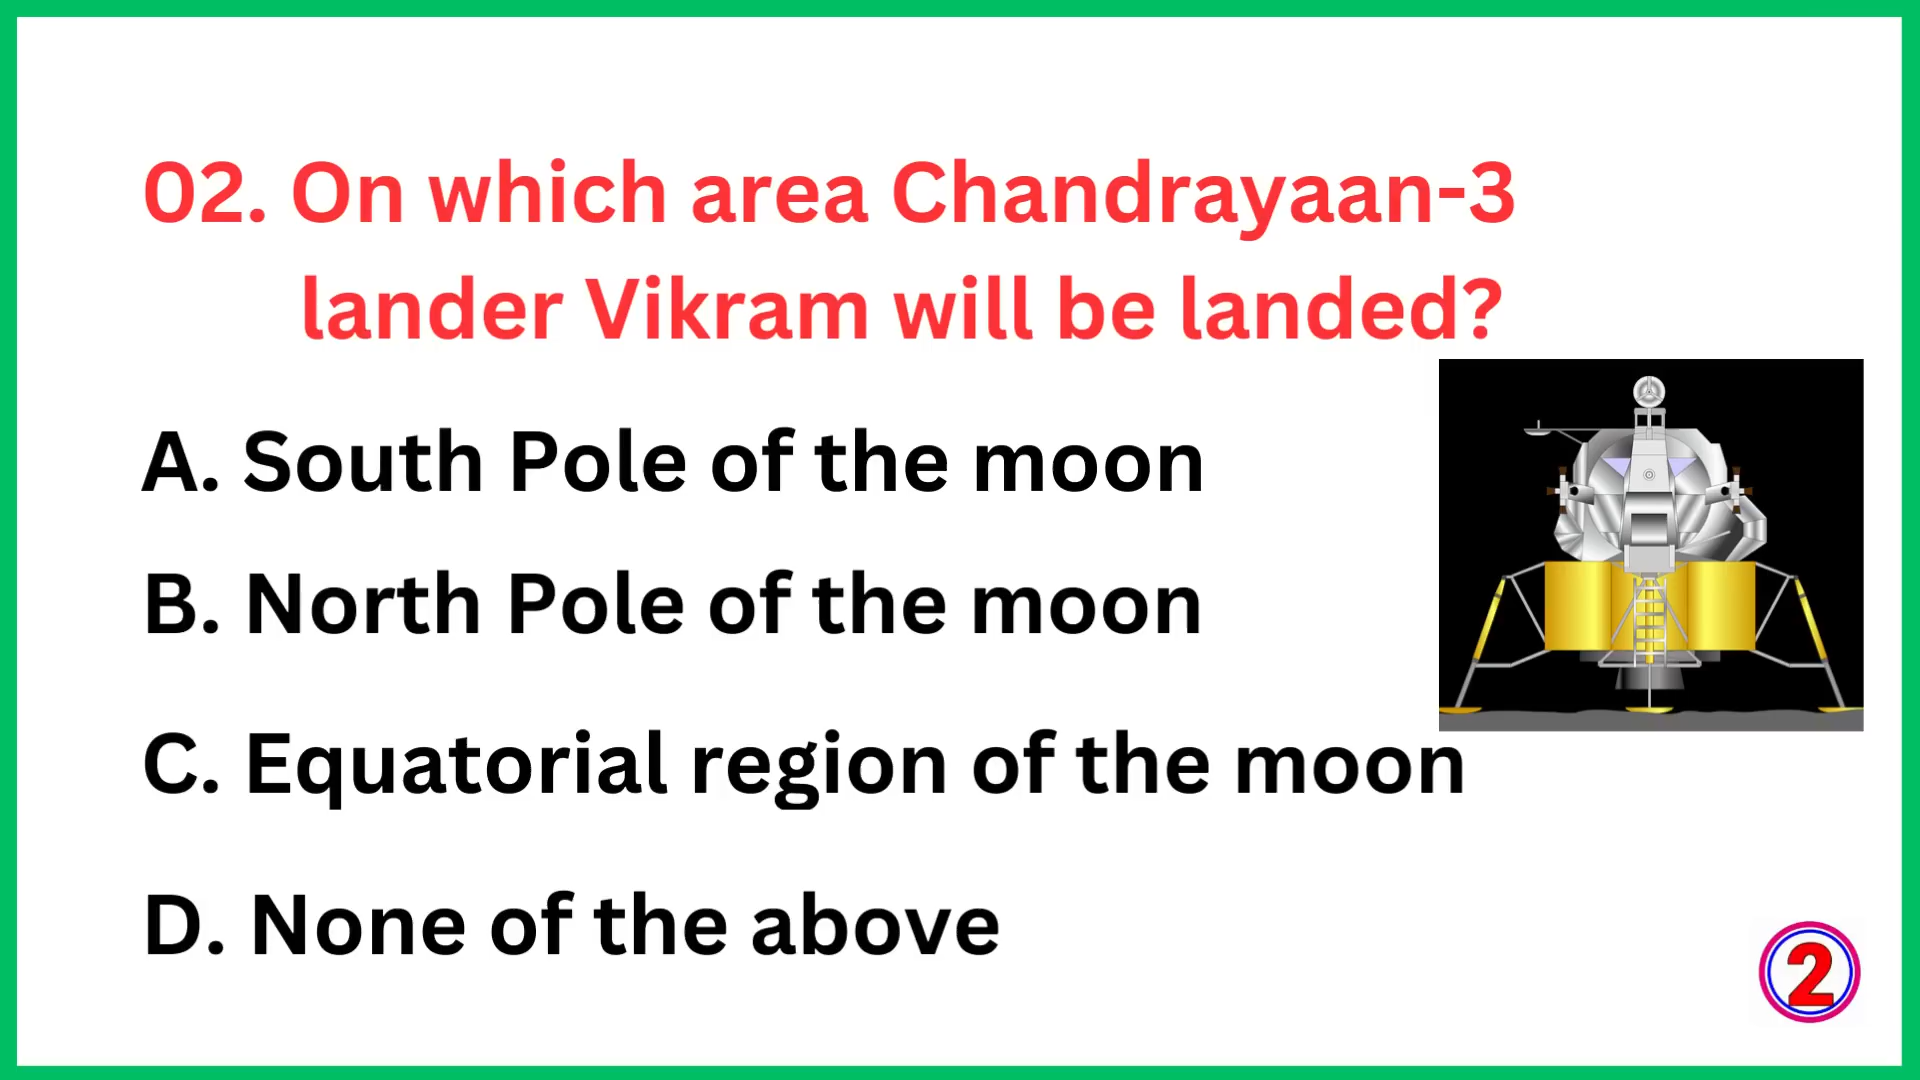 02. On which area Chandrayaan-3
lander Vikram will be landed?
A. South Pole of the moon
B. North Pole of the moon
C. Equatorial region of the moon
D. None of the above
2